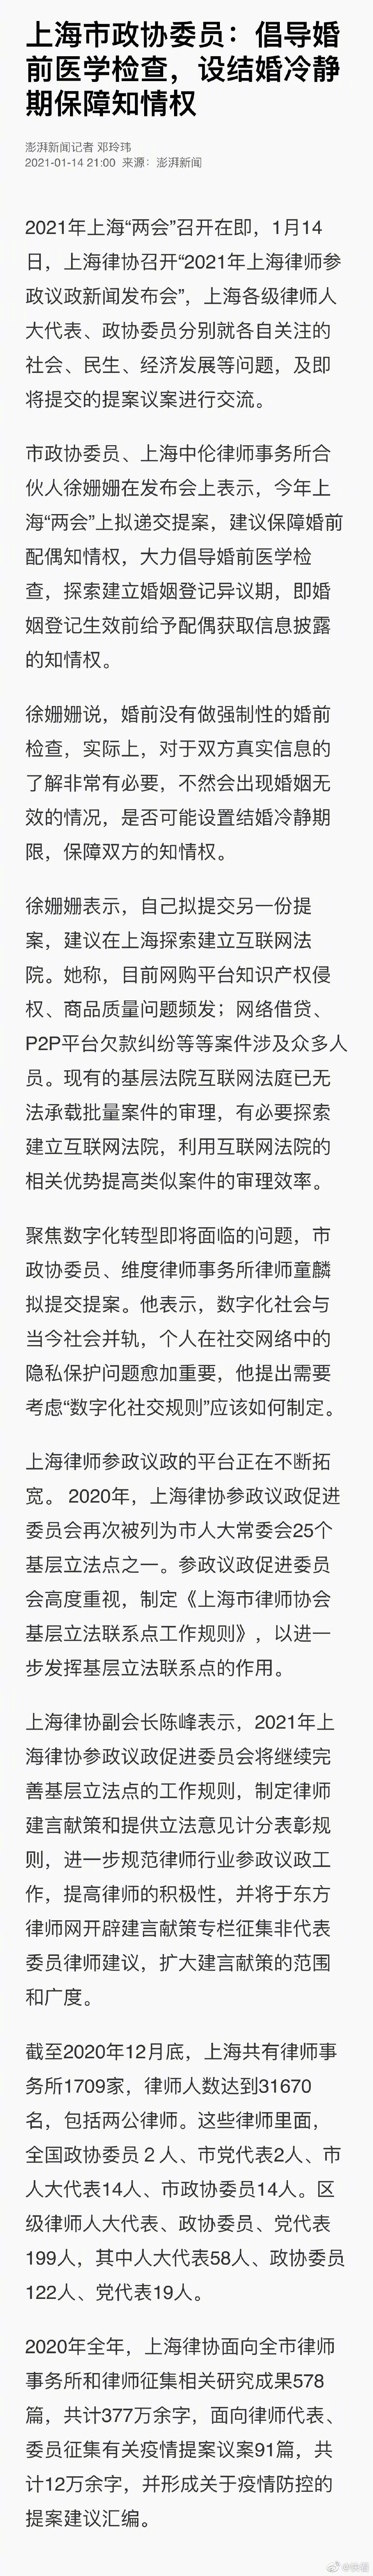 上海市政协委员：倡导婚
前医学检查，设结婚冷静
期保障知情权
澎湃新闻记者 邓玲玮
2021-01-14 21:00 来源：澎湃新闻
2021年上海“两会”召开在即，1月14
日，上海律协召开“2021年上海律师参
政议政新闻发布会”，上海各级律师人
大代表、政协委员分别就各自关注的
社会、民生、经济发展等问题，及即
将提交的提案议案进行交流。
市政协委员、上海中伦律师事务所合
伙人徐姗姗在发布会上表示，今年上
海“两会”上拟递交提案，建议保障婚前
配偶知情权，大力倡导婚前医学检
查，探索建立婚姻登记异议期，即婚
姻登记生效前给予配偶获取信息披露
的知情权。
徐姗姗说，婚前没有做强制性的婚前
检查，实际上，对于双方真实信息的
了解非常有必要，不然会出现婚姻无
效的情况，是否可能设置结婚冷静期
限，保障双方的知情权。
徐姗姗表示，自己拟提交另一份提
案，建议在上海探索建立互联网法
院。她称，目前网购平台知识产权侵
权、商品质量问题频发；网络借贷、
P2P平台欠款纠纷等等案件涉及众多人
员。现有的基层法院互联网法庭已无
法承载批量案件的审理，有必要探索
建立互联网法院，利用互联网法院的
相关优势提高类似案件的审理效率。
聚焦数字化转型即将面临的问题，市
政协委员、维度律师事务所律师童麟
拟提交提案。他表示，数字化社会与
当今社会并轨，个人在社交网络中的
隐私保护问题愈加重要，他提出需要
考虑“数字化社交规则”应该如何制定。
上海律师参政议政的平台正在不断拓
宽。 2020年，上海律协参政议政促进
委员会再次被列为市人大常委会25个
基层立法点之一。参政议政促进委员
会高度重视，制定《上海市律师协会
基层立法联系点工作规则》，以进一
步发挥基层立法联系点的作用。
上海律协副会长陈峰表示，2021年上
海律协参政议政促进委员会将继续完
善基层立法点的工作规则，制定律师
建言献策和提供立法意见计分表彰规
则，进一步规范律师行业参政议政工
作，提高律师的积极性，并将于东方
律师网开辟建言献策专栏征集非代表
委员律师建议，扩大建言献策的范围
和广度。
截至2020年12月底，上海共有律师事
务所1709家，律师人数达到31670
名，包括两公律师。这些律师里面，
全国政协委员 2 人、市党代表2人、市
人大代表14人、市政协委员14人。区
级律师人大代表、政协委员、党代表
199人，其中人大代表58人、政协委员
122人、党代表19人。
2020年全年，上海律协面向全市律师
事务所和律师征集相关研究成果578
篇，共计377万余字，面向律师代表、
委员征集有关疫情提案议案91篇，共
计12万余字，并形成关于疫情防控的
提案建议汇编。